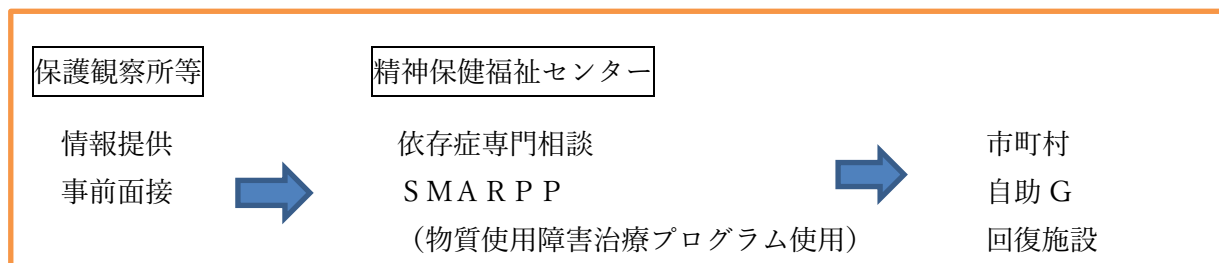 保護観察所等
情報提供
事前面接
精神保健福祉センター
依存症専門相談
ＳＭＡＲＰＰ
（物質使用障害治療プログラム使用）
市町村
自助 G
回復施設